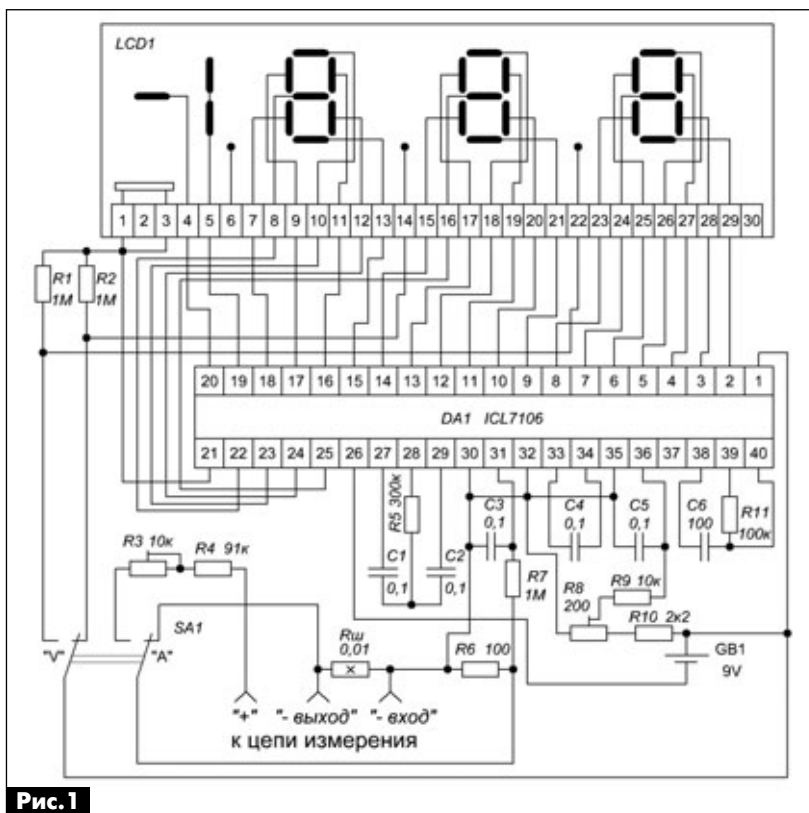 LCD1
1 2 3 4 5 6 7 8 9 10 11 12 13 14 15 16 17 18 19 20 21 22 23 24 25 26 27 28 29 30
R1
1M
R2
1M
20 19 18 17 16 15 14 13 12 11 10 9 8 7 6 5 4 3 2 1
DA1 ICL7106
21 22 23 24 25 26 27 28 29 30 31 32 33 34 35 36 37 38 39 40
R5 300к
C3
0,1
C4
0,1
C5
0,1
C6
100
R11
100к
R3 10к
R4 91к
C1
0,1
C2
0,1
R7
1M
R8
200
R9 10к
R10 2к2
SA1
"V"
"A"
Rш
0,01
R6 100
GB1
9V
"+" "- выход" "- вход"
к цепи измерения
Рис.1